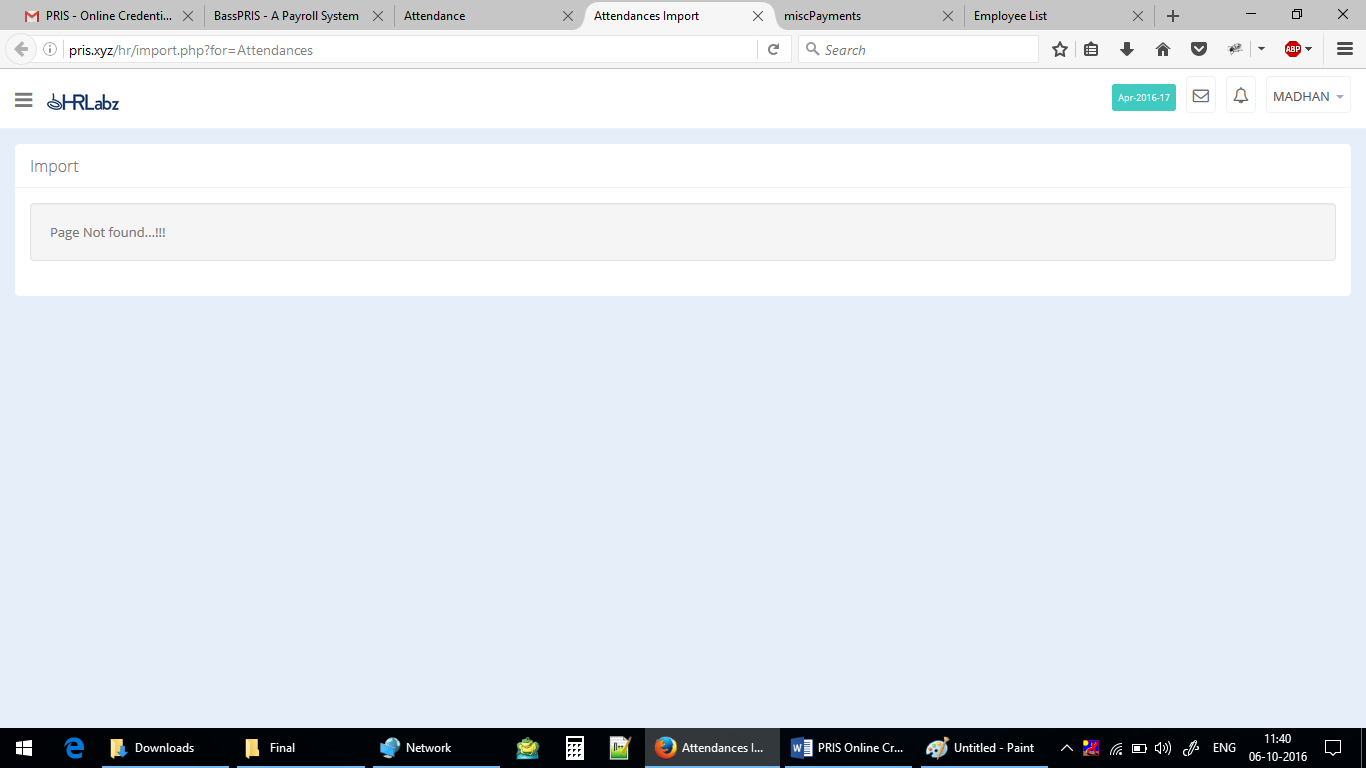 PRIS - Online Credenti...
BassPRIS - A Payroll System
Attendance
Attendances Import
miscPayments
Employee List
pris.xyz/hr/import.php?for=Attendances
Search
ABP
HRLabz
Apr-2016-17
MADHAN
Import
Page Not found...!!!
Downloads
Final
Network
Attendances I...
PRIS Online Cr...
Untitled - Paint
ENG
11:40
06-10-2016